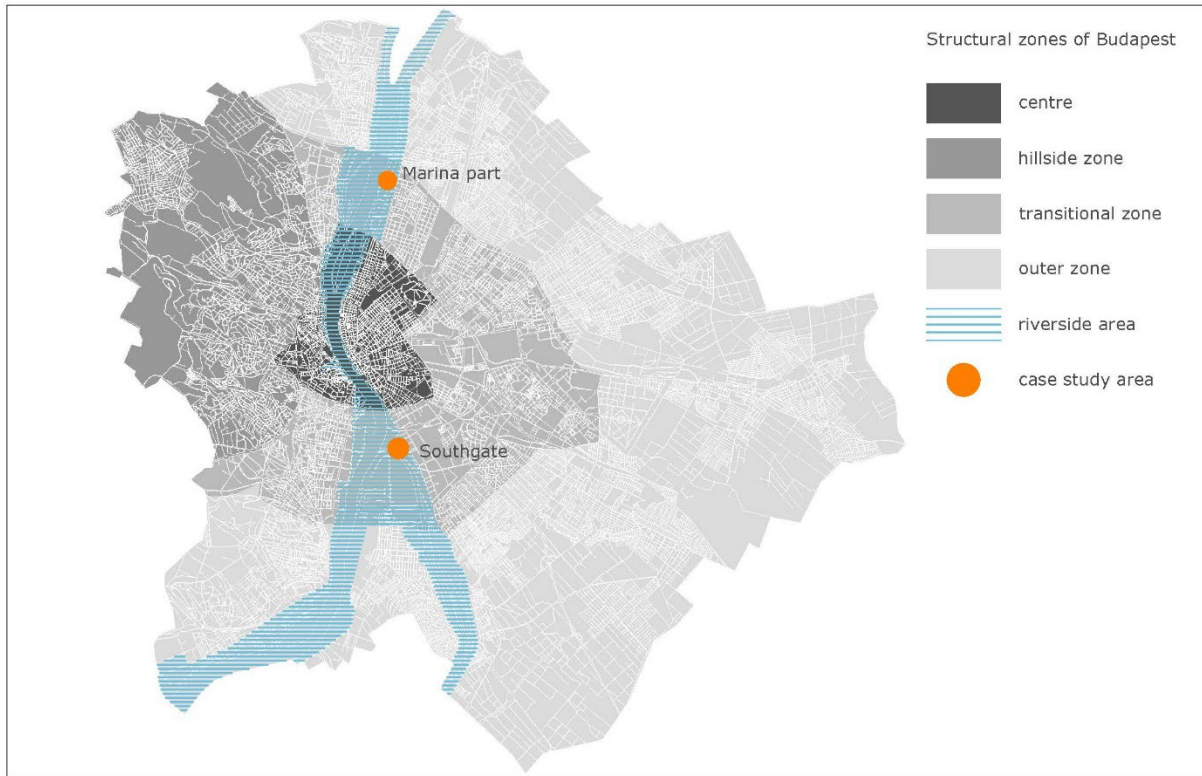 Structural zones of Budapest
centre
hillside zone
transitional zone
outer zone
riverside area
case study area
Marina part
Southgate